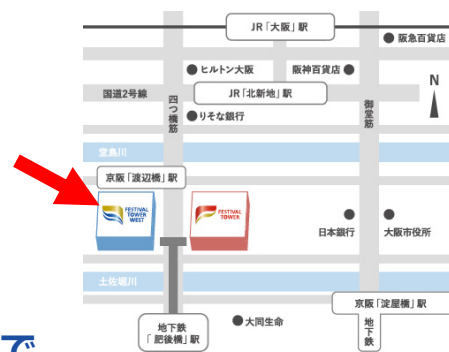 JR「大阪」駅
阪急百貨店
ヒルトン大阪
阪神百貨店
N
国道2号線
JR「北新地」駅
四つ橋筋
御堂筋
りそな銀行
堂島川
京阪「渡辺橋」駅
FESTIVAL
TOWER
WEST
FESTIVAL
TOWER
日本銀行
大阪市役所
土佐堀川
京阪「淀屋橋」駅
地下鉄
地下鉄
「肥後橋」駅
大同生命
で